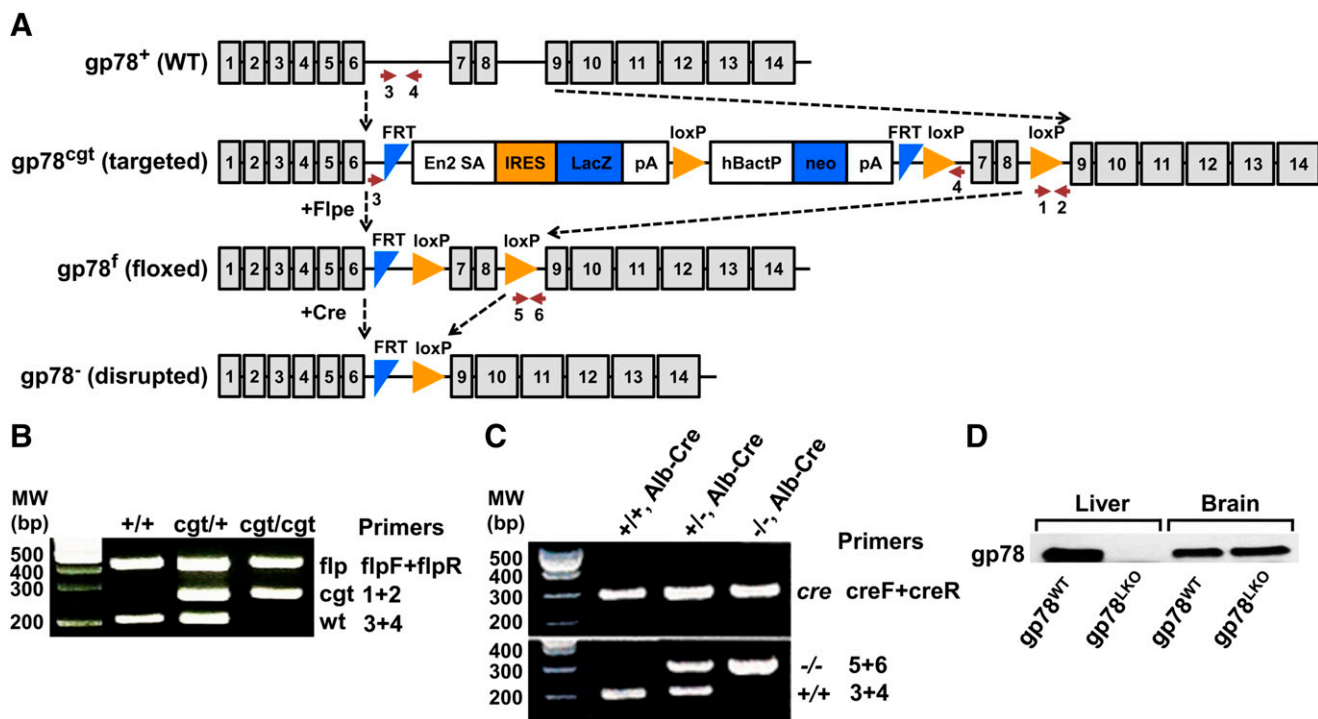 A
gp78+ (WT) 1 2 3 4 5 6 7 8 9 10 11 12 13 14
3 4
FRT loxP FRT loxP loxP
gp78cgt (targeted) 1 2 3 4 5 6 En2 SA IRES LacZ pA hBactP neo pA 7 8 9 10 11 12 13 14
3 4 1 2
+Flpe
FRT loxP loxP
gp78f (floxed) 1 2 3 4 5 6 7 8 9 10 11 12 13 14
5 6
+Cre
FRT loxP
gp78- (disrupted) 1 2 3 4 5 6 9 10 11 12 13 14
B
MW
(bp) +/+ cgt/+ cgt/cgt Primers
500 flp flpF+flpR
400
300 cgt 1+2
200 wt 3+4
C
+/+, Alb-Cre
+/-, Alb-Cre
-/-, Alb-Cre
MW
(bp) Primers
500
400
300 cre creF+creR
200
400
300 -/- 5+6
200 +/+ 3+4
D
Liver Brain
gp78
gp78WT gp78LKO gp78WT gp78LKO